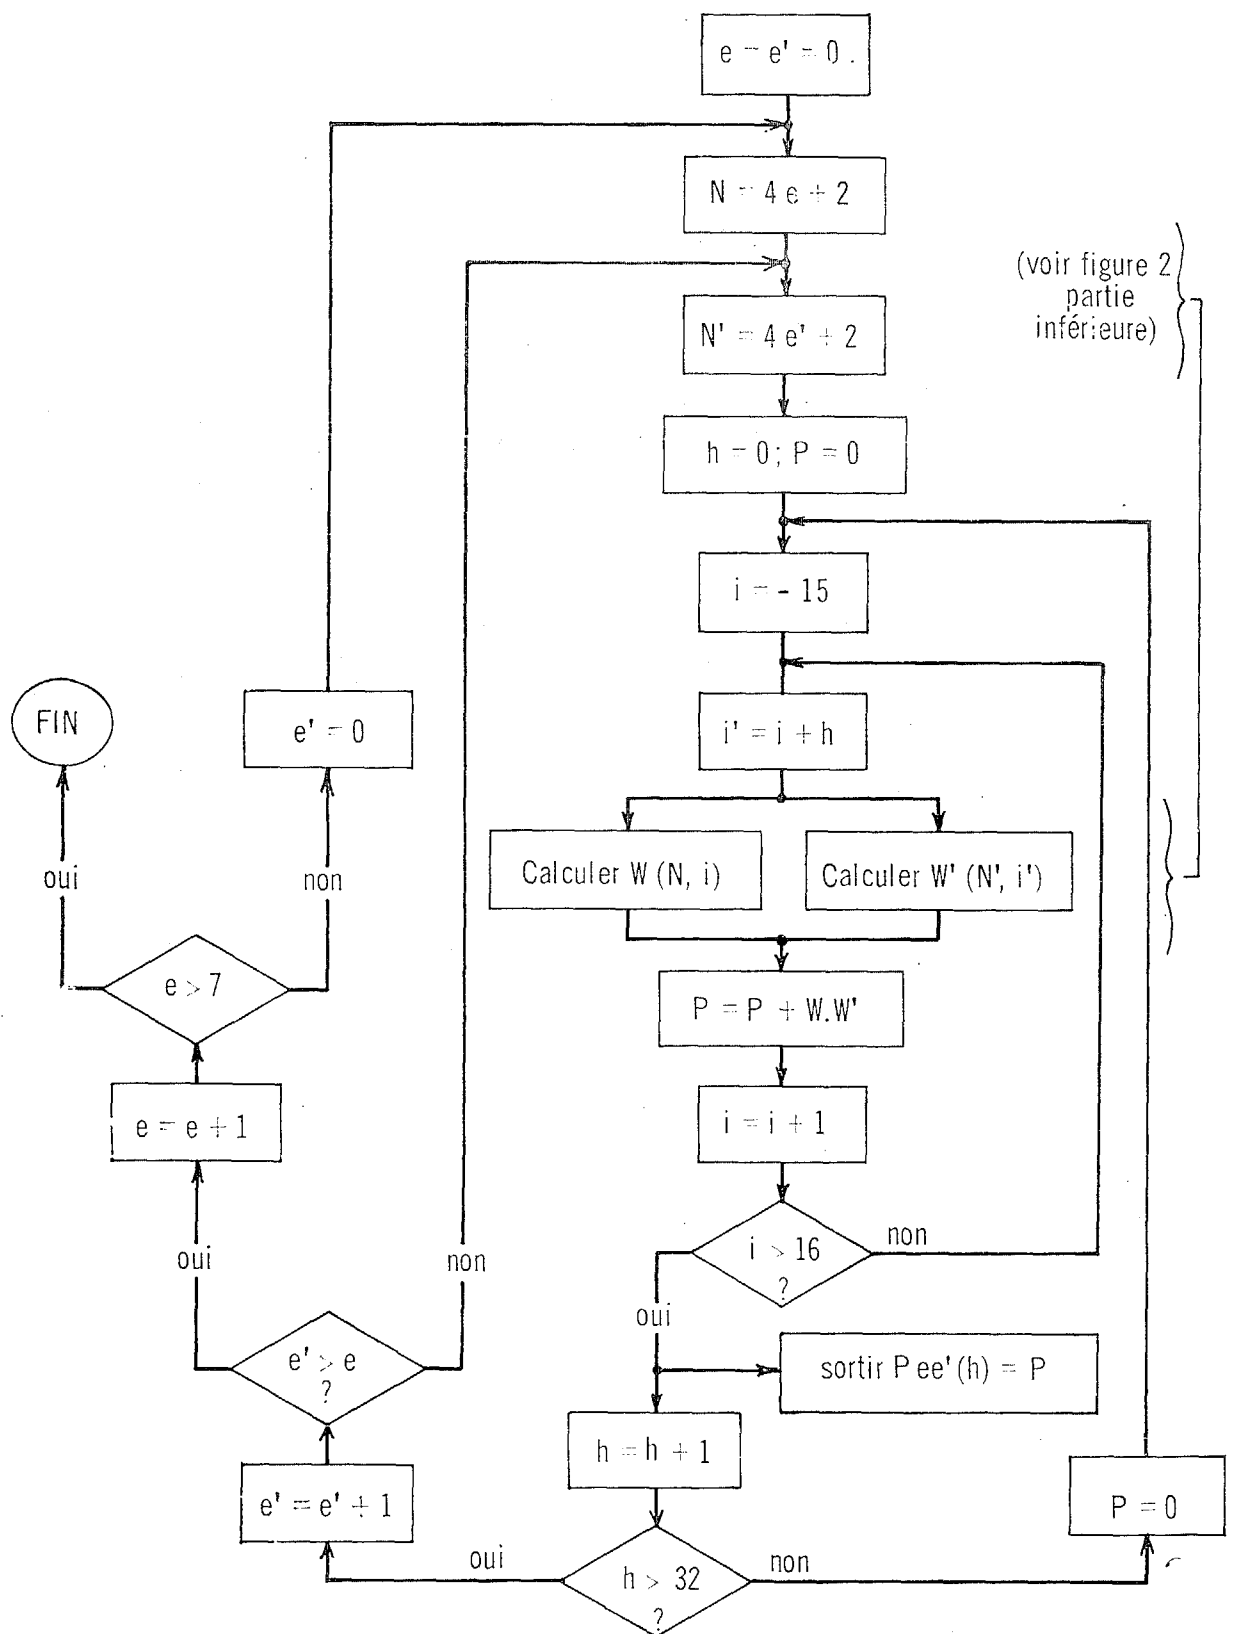 e = e' = 0.
N = 4 e + 2
(voir figure 2
partie
inférieure)
N' = 4 e' + 2
h = 0; P = 0
i = - 15
FIN
e' = 0
i' = i + h
oui
non
Calculer W (N, i)
Calculer W' (N', i')
e > 7
P = P + W.W'
e = e + 1
i = i + 1
oui
non
i > 16
?
non
oui
e' > e
?
sortir P ee' (h) = P
h = h + 1
e' = e' + 1
P = 0
oui
h > 32
?
non